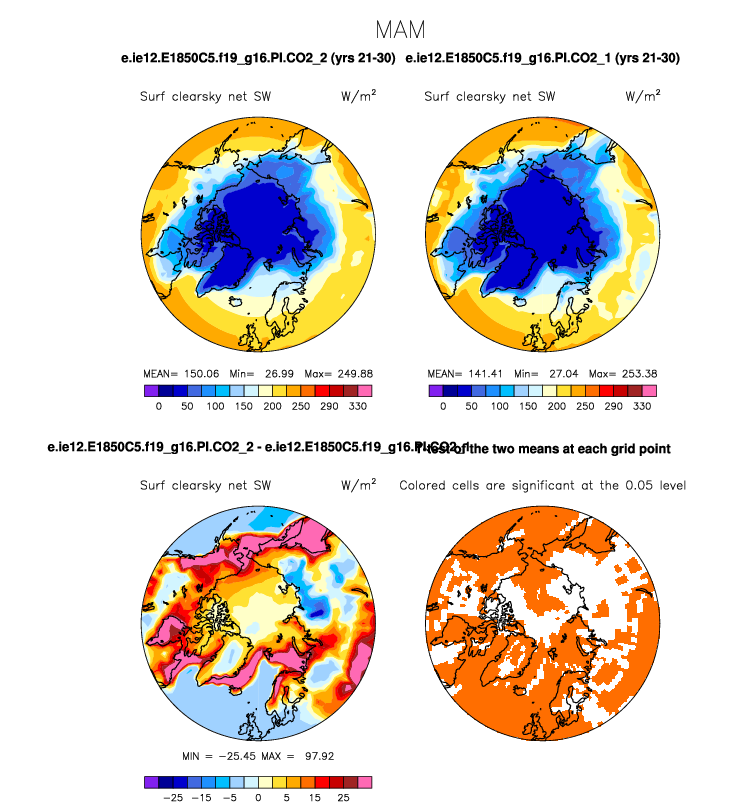 MAM
e.ie12.E1850C5.f19_g16.PI.CO2_2 (yrs 21-30) e.ie12.E1850C5.f19_g16.PI.CO2_1 (yrs 21-30)
Surf clearsky net SW W/m² Surf clearsky net SW W/m²
MEAN= 150.06 Min= 26.99 Max= 249.88 MEAN= 141.41 Min= 27.04 Max= 253.38
0 50 100 150 200 250 290 330 0 50 100 150 200 250 290 330
e.ie12.E1850C5.f19_g16.PI.CO2_2 - e.ie12.E1850C5.f19_g16.PI.CO2_1 T-test of the two means at each grid point
Surf clearsky net SW W/m² Colored cells are significant at the 0.05 level
MIN = -25.45 MAX = 97.92
-25 -15 -5 0 5 15 25